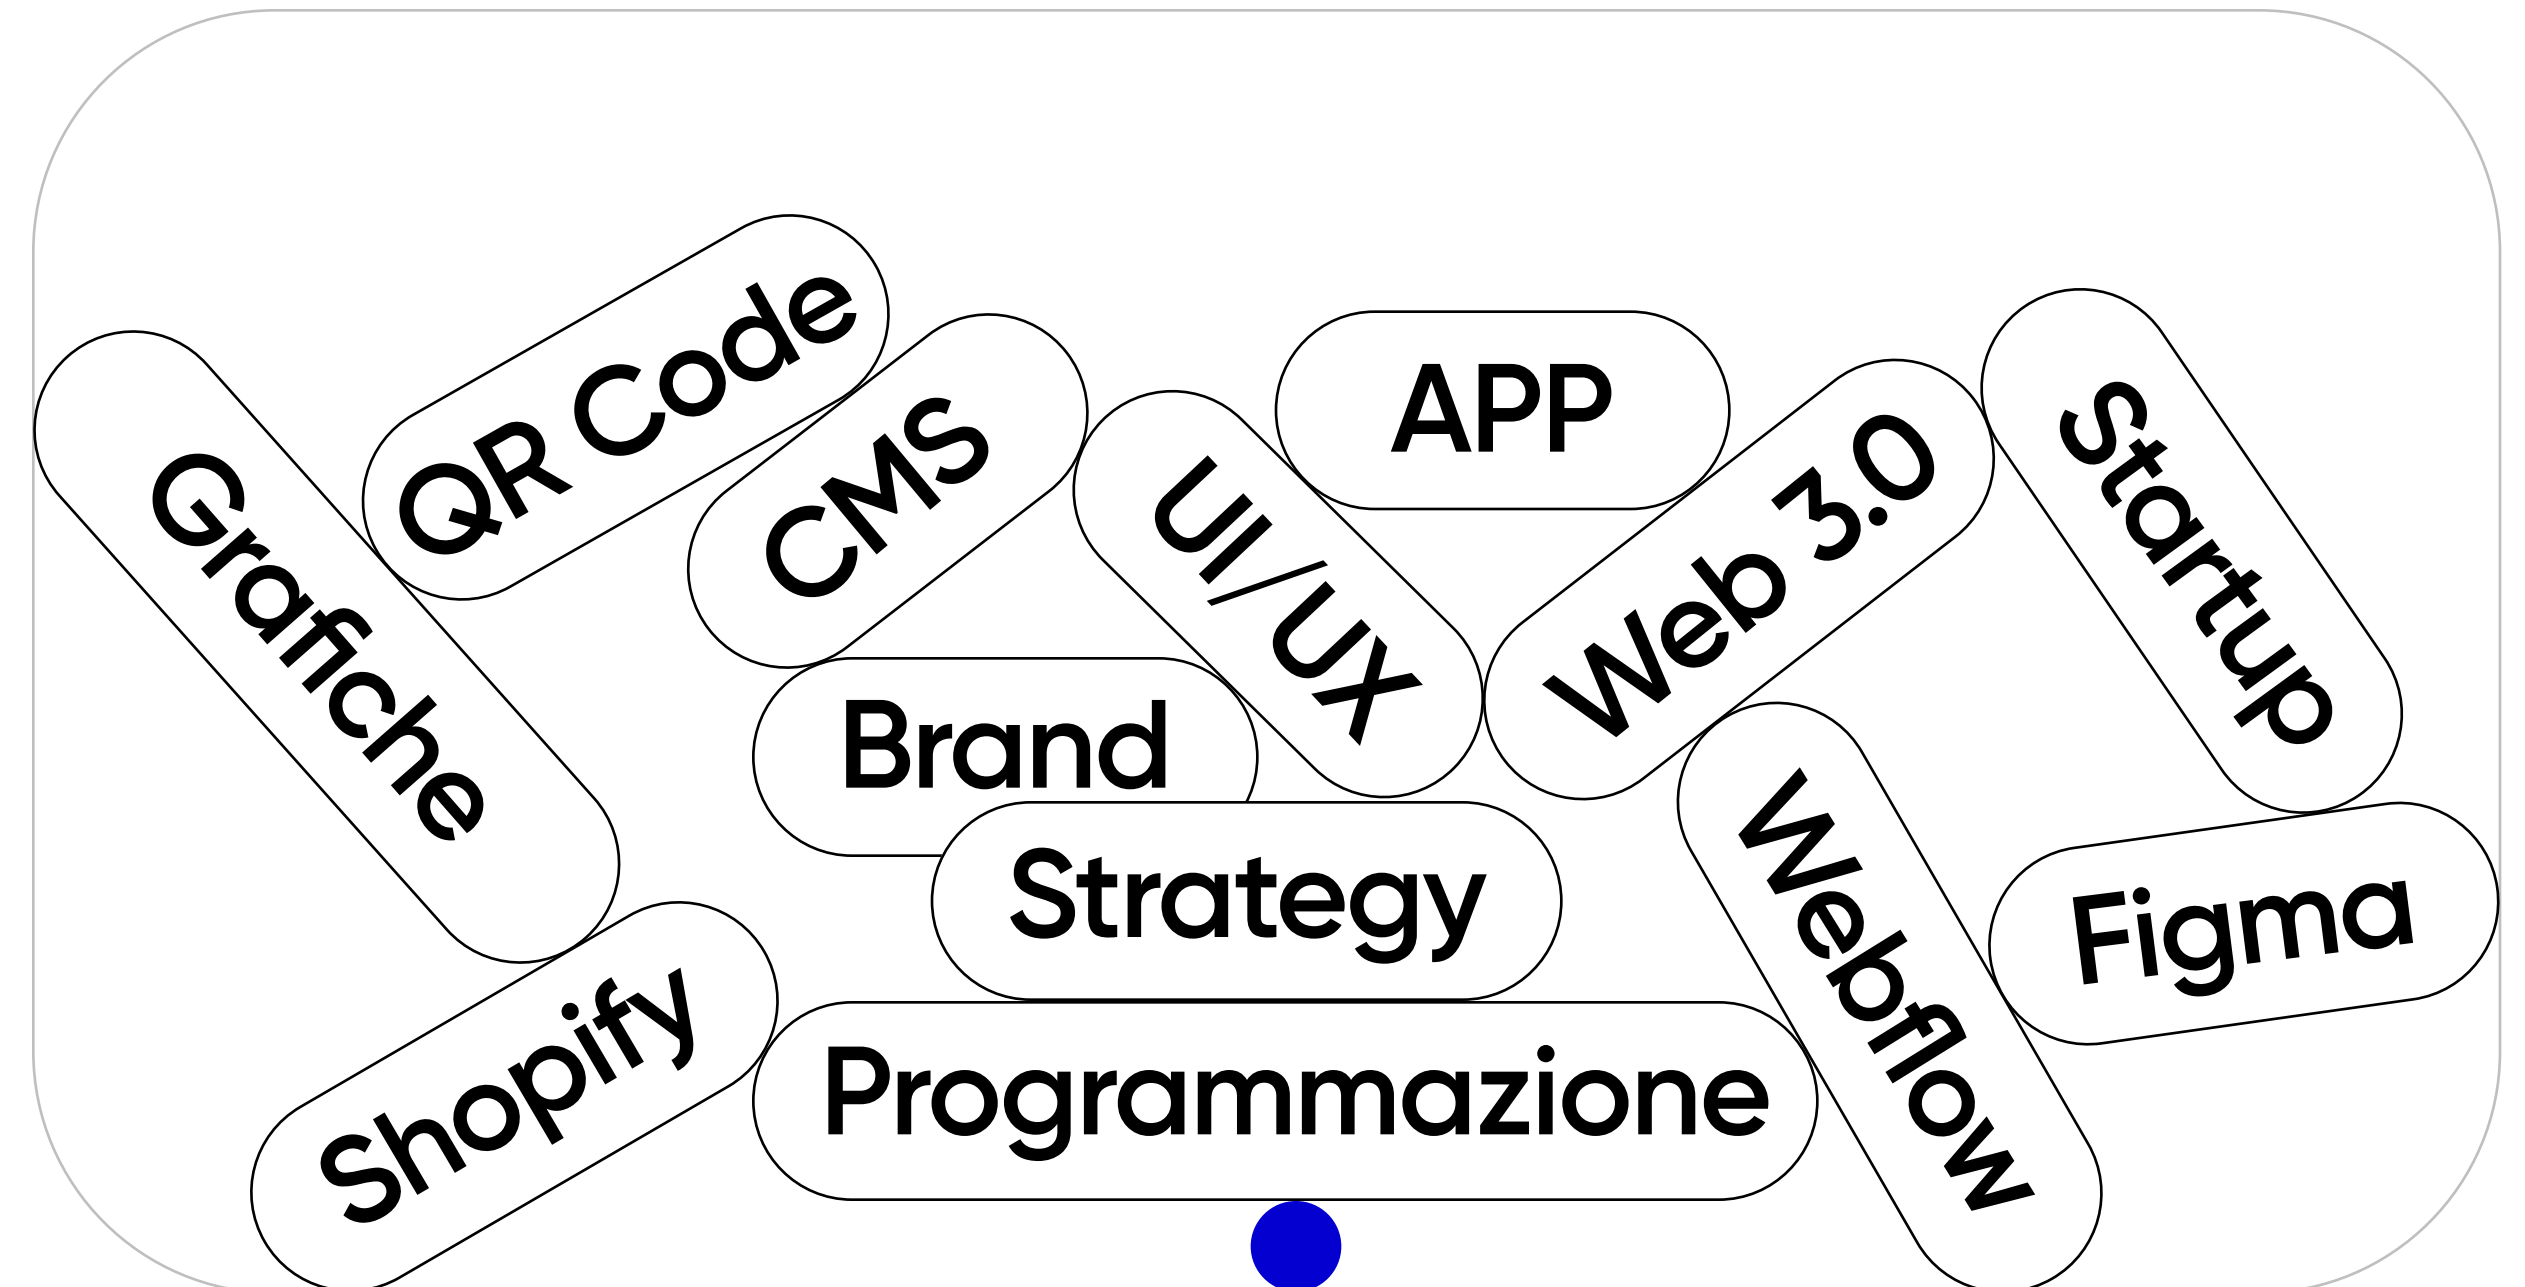 QR Code
Grafiche
CMS
UI/UX
APP
Web 3.0
Startup
Brand
Strategy
Webflow
Figma
Shopify
Programmazione